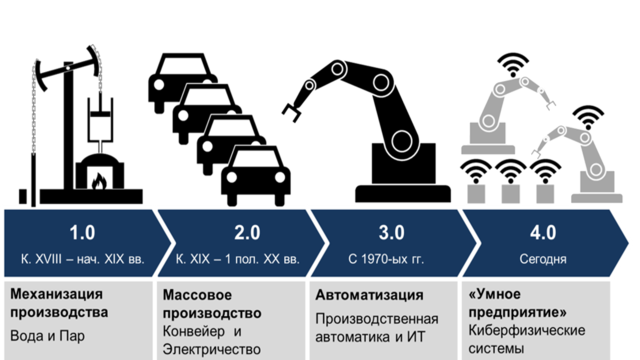 1.0
К. XVIII – нач. XIX вв.
2.0
К. XIX – 1 пол. XX вв.
3.0
С 1970-ых гг.
4.0
Сегодня
Механизация
производства
Вода и Пар
Массовое
производство
Конвейер и
Электричество
Автоматизация
Производственная
автоматика и ИТ
«Умное
предприятие»
Киберфизические
системы